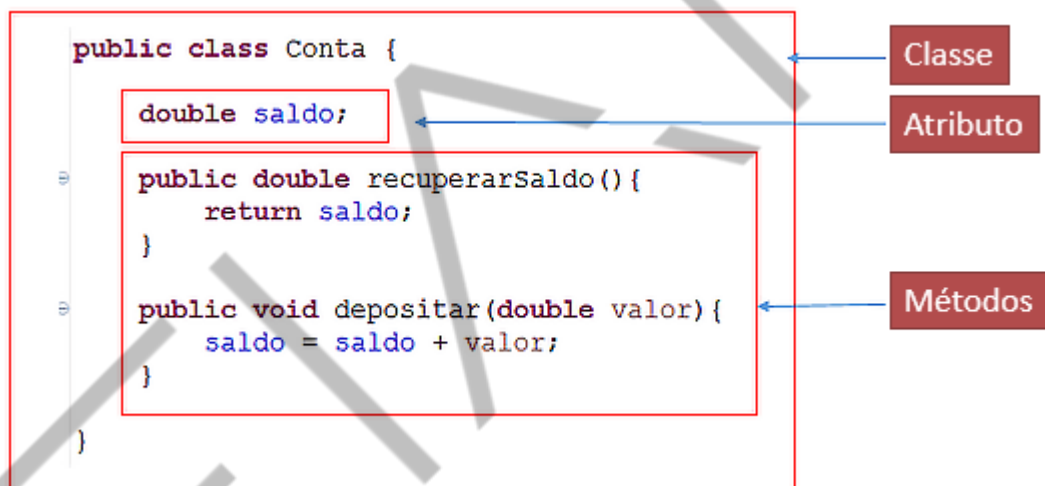 public class Conta {
Classe
double saldo;
Atributo
public double recuperarSaldo(){
return saldo;
}
public void depositar(double valor){
Métodos
saldo = saldo + valor;
}
}